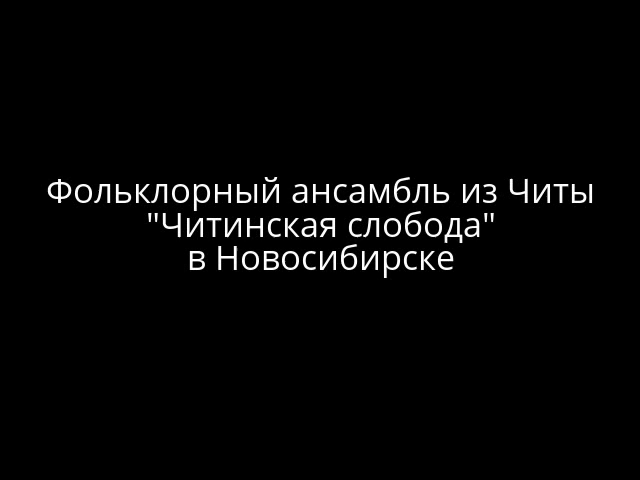 Фольклорный ансамбль из Читы
"Читинская слобода"
в Новосибирске